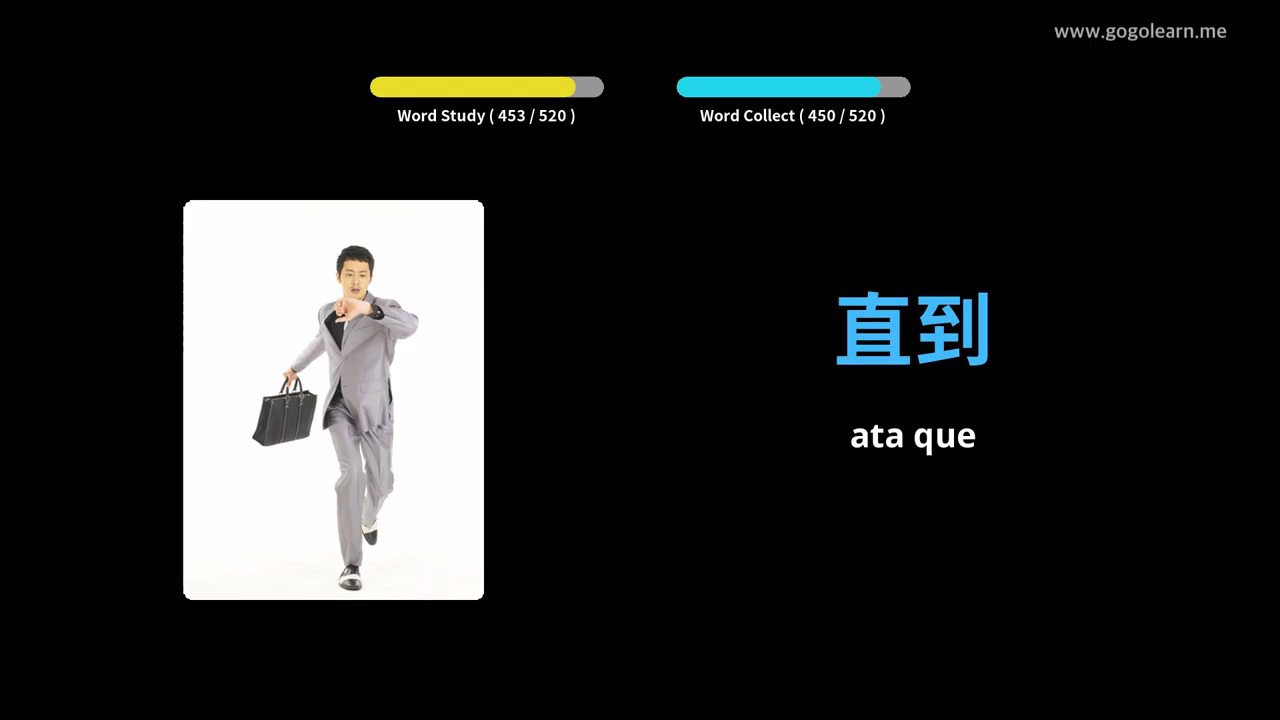 www.gogolearn.me
Word Study ( 453 / 520 )
Word Collect ( 450 / 520 )
直到
ata que